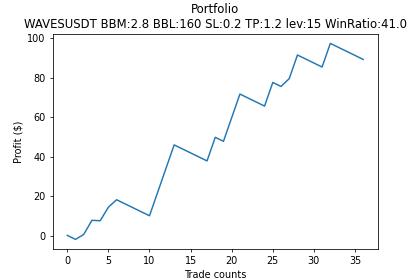 Portfolio
WAVESUSDT BBM:2.8 BBL:160 SL:0.2 TP:1.2 lev:15 WinRatio:41.0
100
80
60
40
20
0
Profit ($)
0 5 10 15 20 25 30 35
Trade counts